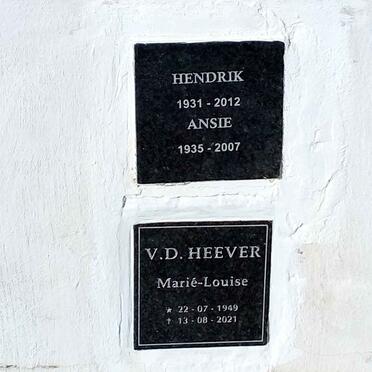 HENDRIK
1931 - 2012
ANSIE
1935 - 2007
V.D. HEEVER
Marié-Louise
* 22 - 07 - 1949
† 13 - 08 - 2021